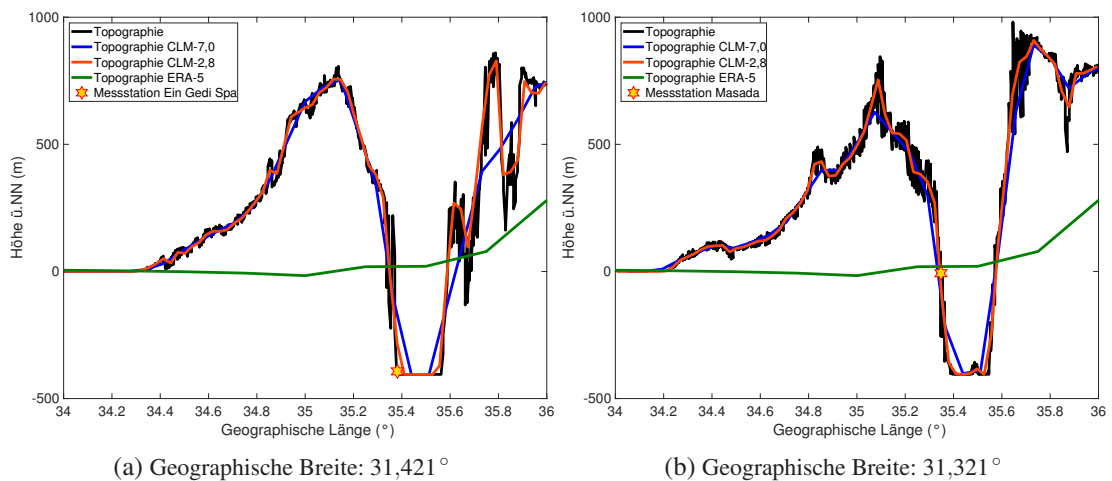 1000
500
0
-500
Höhe ü.NN (m)
Topographie
Topographie CLM-7,0
Topographie CLM-2,8
Topographie ERA-5
Messstation Ein Gedi Spa
34
34.2
34.4
34.6
34.8
35
35.2
35.4
35.6
35.8
36
Geographische Länge (°)
(a) Geographische Breite: 31,421°
1000
500
0
-500
Höhe ü.NN (m)
Topographie
Topographie CLM-7,0
Topographie CLM-2,8
Topographie ERA-5
Messstation Masada
34
34.2
34.4
34.6
34.8
35
35.2
35.4
35.6
35.8
36
Geographische Länge (°)
(b) Geographische Breite: 31,321°